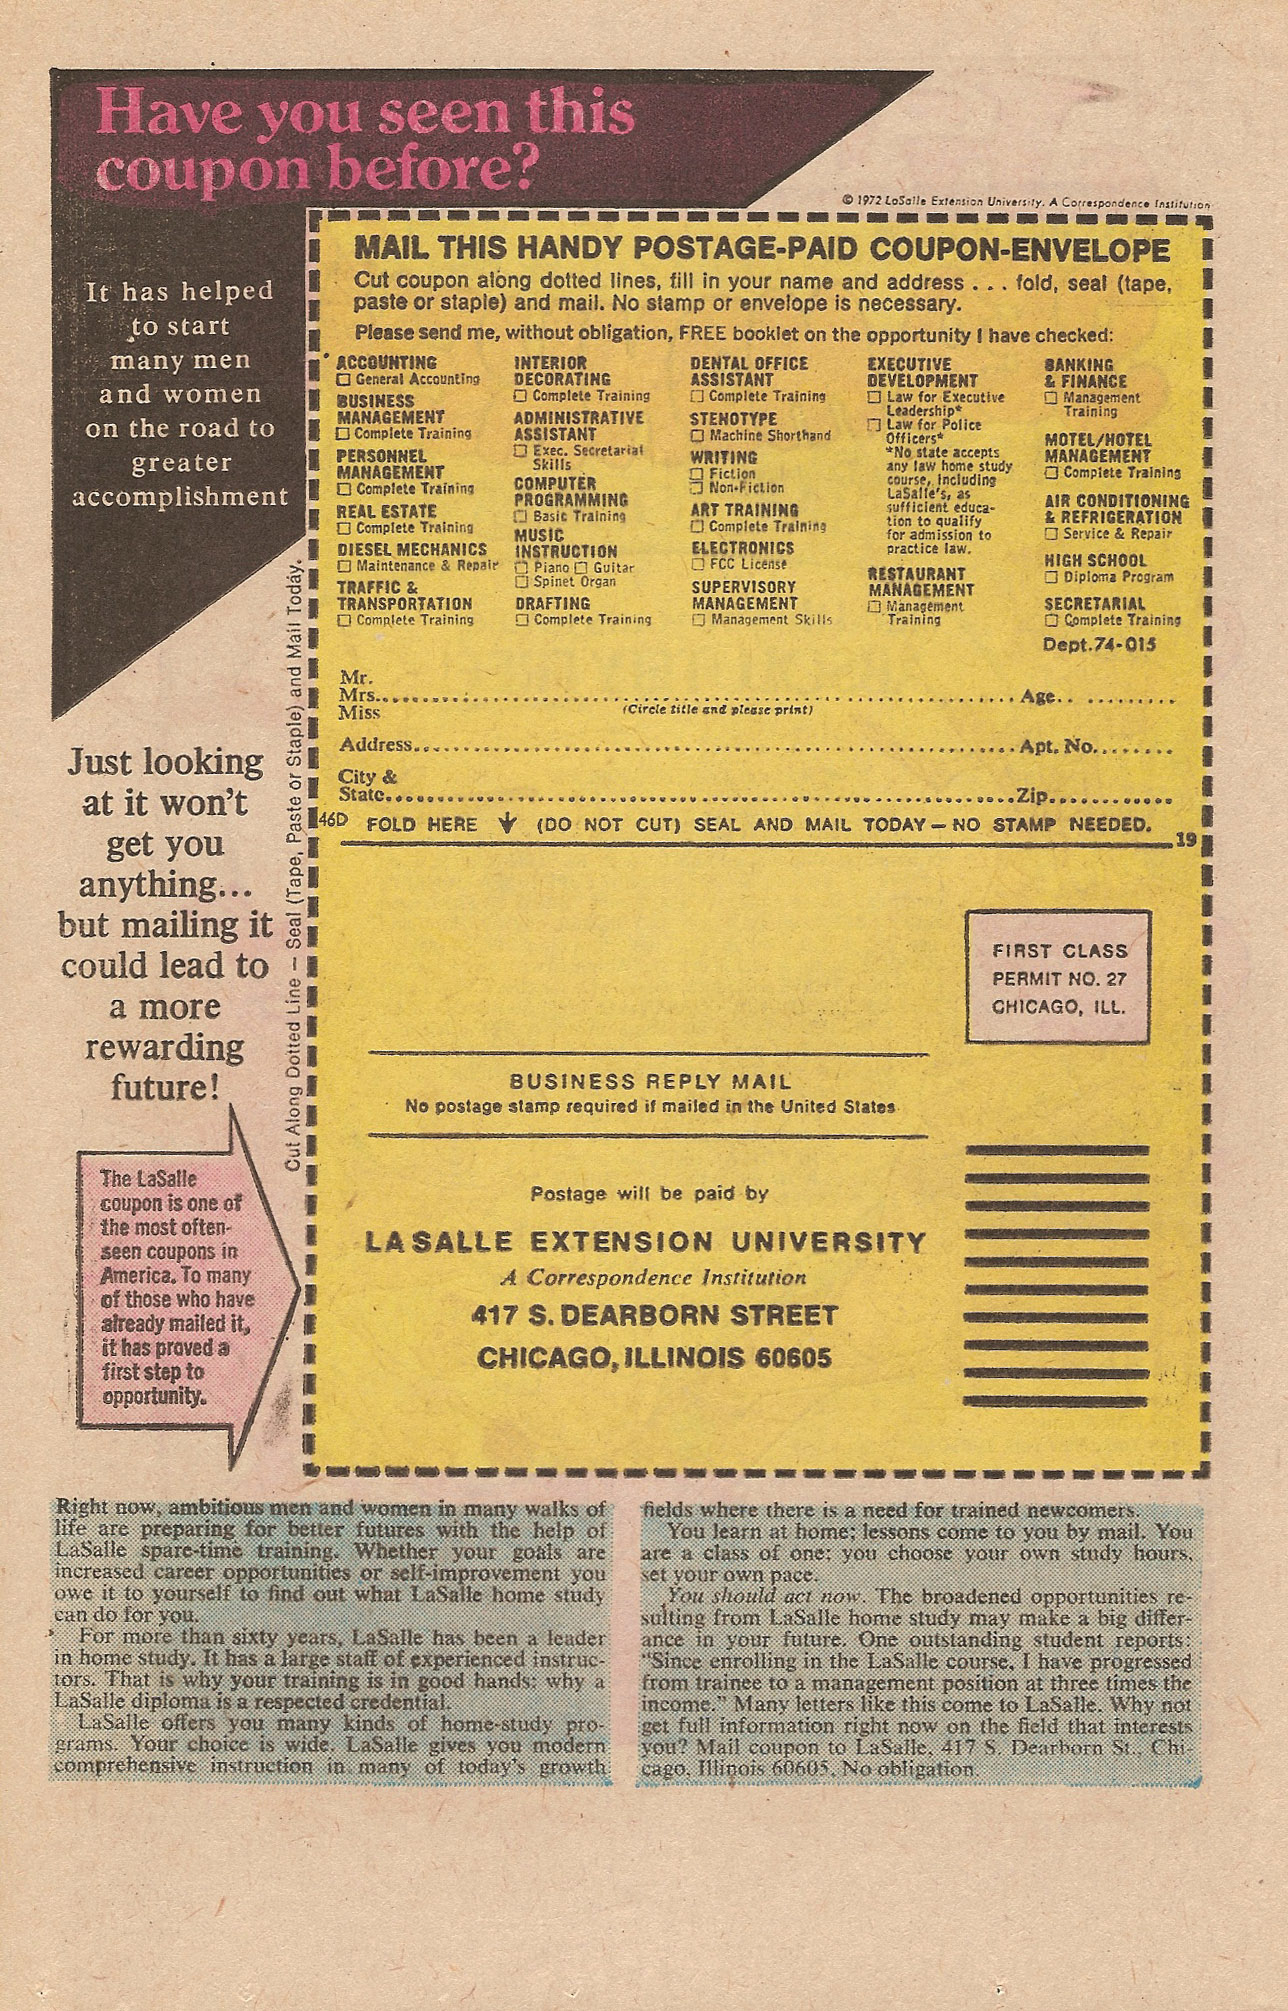 Have you seen this
coupon before?
© 1972 LaSalle Extension University. A Correspondence Institution
It has helped
to start
many men
and women
on the road to
greater
accomplishment
Just looking
at it won't
get you
anything...
but mailing it
could lead to
a more
rewarding
future!
The LaSalle
coupon is one of
the most often-
seen coupons in
America. To many
of those who have
already mailed it,
it has proved a
first step to
opportunity.
Cut Along Dotted Line – Seal (Tape, Paste or Staple) and Mail Today.
MAIL THIS HANDY POSTAGE-PAID COUPON-ENVELOPE
Cut coupon along dotted lines, fill in your name and address . . . fold, seal (tape,
paste or staple) and mail. No stamp or envelope is necessary.
Please send me, without obligation, FREE booklet on the opportunity I have checked:
ACCOUNTING
☐ General Accounting
BUSINESS
MANAGEMENT
☐ Complete Training
PERSONNEL
MANAGEMENT
☐ Complete Training
REAL ESTATE
☐ Complete Training
DIESEL MECHANICS
☐ Maintenance & Repair
TRAFFIC &
TRANSPORTATION
☐ Complete Training
INTERIOR
DECORATING
☐ Complete Training
ADMINISTRATIVE
ASSISTANT
☐ Exec. Secretarial
Skills
COMPUTER
PROGRAMMING
☐ Basic Training
MUSIC
INSTRUCTION
☐ Piano ☐ Guitar
☐ Spinet Organ
DRAFTING
☐ Complete Training
DENTAL OFFICE
ASSISTANT
☐ Complete Training
STENOTYPE
☐ Machine Shorthand
WRITING
☐ Fiction
☐ Non-Fiction
ART TRAINING
☐ Complete Training
ELECTRONICS
☐ FCC License
SUPERVISORY
MANAGEMENT
☐ Management Skills
EXECUTIVE
DEVELOPMENT
☐ Law for Executive
Leadership*
☐ Law for Police
Officers*
*No state accepts
any law home study
course, including
LaSalle's, as
sufficient educa-
tion to qualify
for admission to
practice law.
RESTAURANT
MANAGEMENT
☐ Management
Training
BANKING
& FINANCE
☐ Management
Training
MOTEL/HOTEL
MANAGEMENT
☐ Complete Training
AIR CONDITIONING
& REFRIGERATION
☐ Service & Repair
HIGH SCHOOL
☐ Diploma Program
SECRETARIAL
☐ Complete Training
Dept. 74-015
Mr.
Mrs. Age
Miss (Circle title and please print)
Address Apt. No.
City &
State Zip
46D FOLD HERE ↓ (DO NOT CUT) SEAL AND MAIL TODAY – NO STAMP NEEDED.
19
FIRST CLASS
PERMIT NO. 27
CHICAGO, ILL.
BUSINESS REPLY MAIL
No postage stamp required if mailed in the United States
Postage will be paid by
LA SALLE EXTENSION UNIVERSITY
A Correspondence Institution
417 S. DEARBORN STREET
CHICAGO, ILLINOIS 60605
Right now, ambitious men and women in many walks of
life are preparing for better futures with the help of
LaSalle spare-time training. Whether your goals are
increased career opportunities or self-improvement you
owe it to yourself to find out what LaSalle home study
can do for you.
For more than sixty years, LaSalle has been a leader
in home study. It has a large staff of experienced instruc-
tors. That is why your training is in good hands; why a
LaSalle diploma is a respected credential.
LaSalle offers you many kinds of home-study pro-
grams. Your choice is wide. LaSalle gives you modern
comprehensive instruction in many of today's growth
fields where there is a need for trained newcomers.
You learn at home; lessons come to you by mail. You
are a class of one; you choose your own study hours,
set your own pace.
You should act now. The broadened opportunities re-
sulting from LaSalle home study may make a big differ-
ance in your future. One outstanding student reports:
"Since enrolling in the LaSalle course, I have progressed
from trainee to a management position at three times the
income." Many letters like this come to LaSalle. Why not
get full information right now on the field that interests
you? Mail coupon to LaSalle, 417 S. Dearborn St., Chi-
cago, Illinois 60605. No obligation.